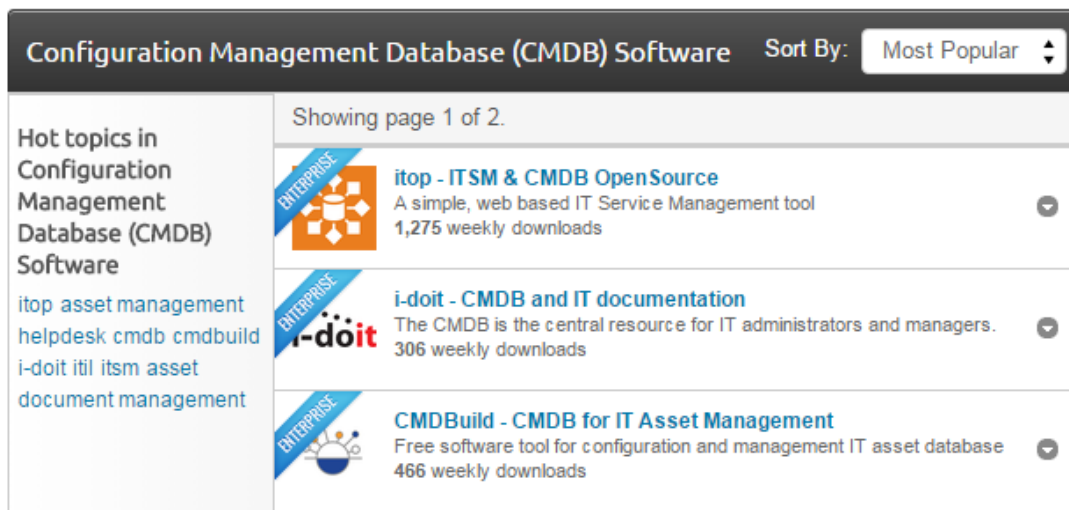 Configuration Management Database (CMDB) Software
Sort By:
Most Popular
Hot topics in
Configuration
Management
Database (CMDB)
Software
itop asset management
helpdesk cmdb cmdbuild
i-doit itil itsm asset
document management
Showing page 1 of 2.
ENTERPRISE
itop - ITSM & CMDB OpenSource
A simple, web based IT Service Management tool
1,275 weekly downloads
ENTERPRISE
i-doit
i-doit - CMDB and IT documentation
The CMDB is the central resource for IT administrators and managers.
306 weekly downloads
ENTERPRISE
CMDBuild - CMDB for IT Asset Management
Free software tool for configuration and management IT asset database
466 weekly downloads